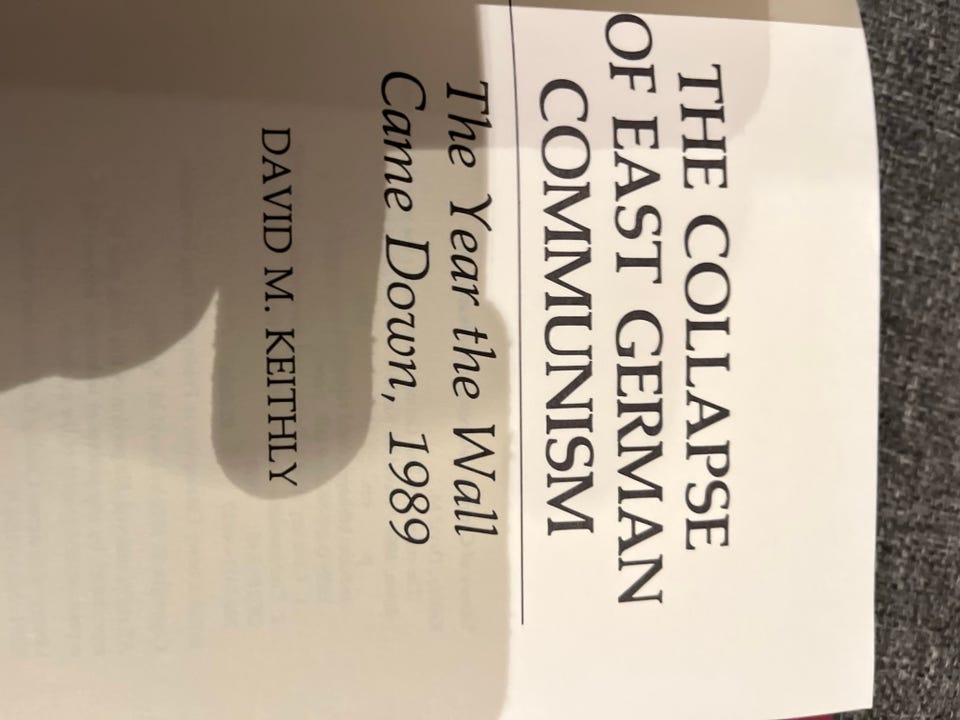 THE COLLAPSE
OF EAST GERMAN
COMMUNISM
The Year the Wall
Came Down, 1989
DAVID M. KEITHLY